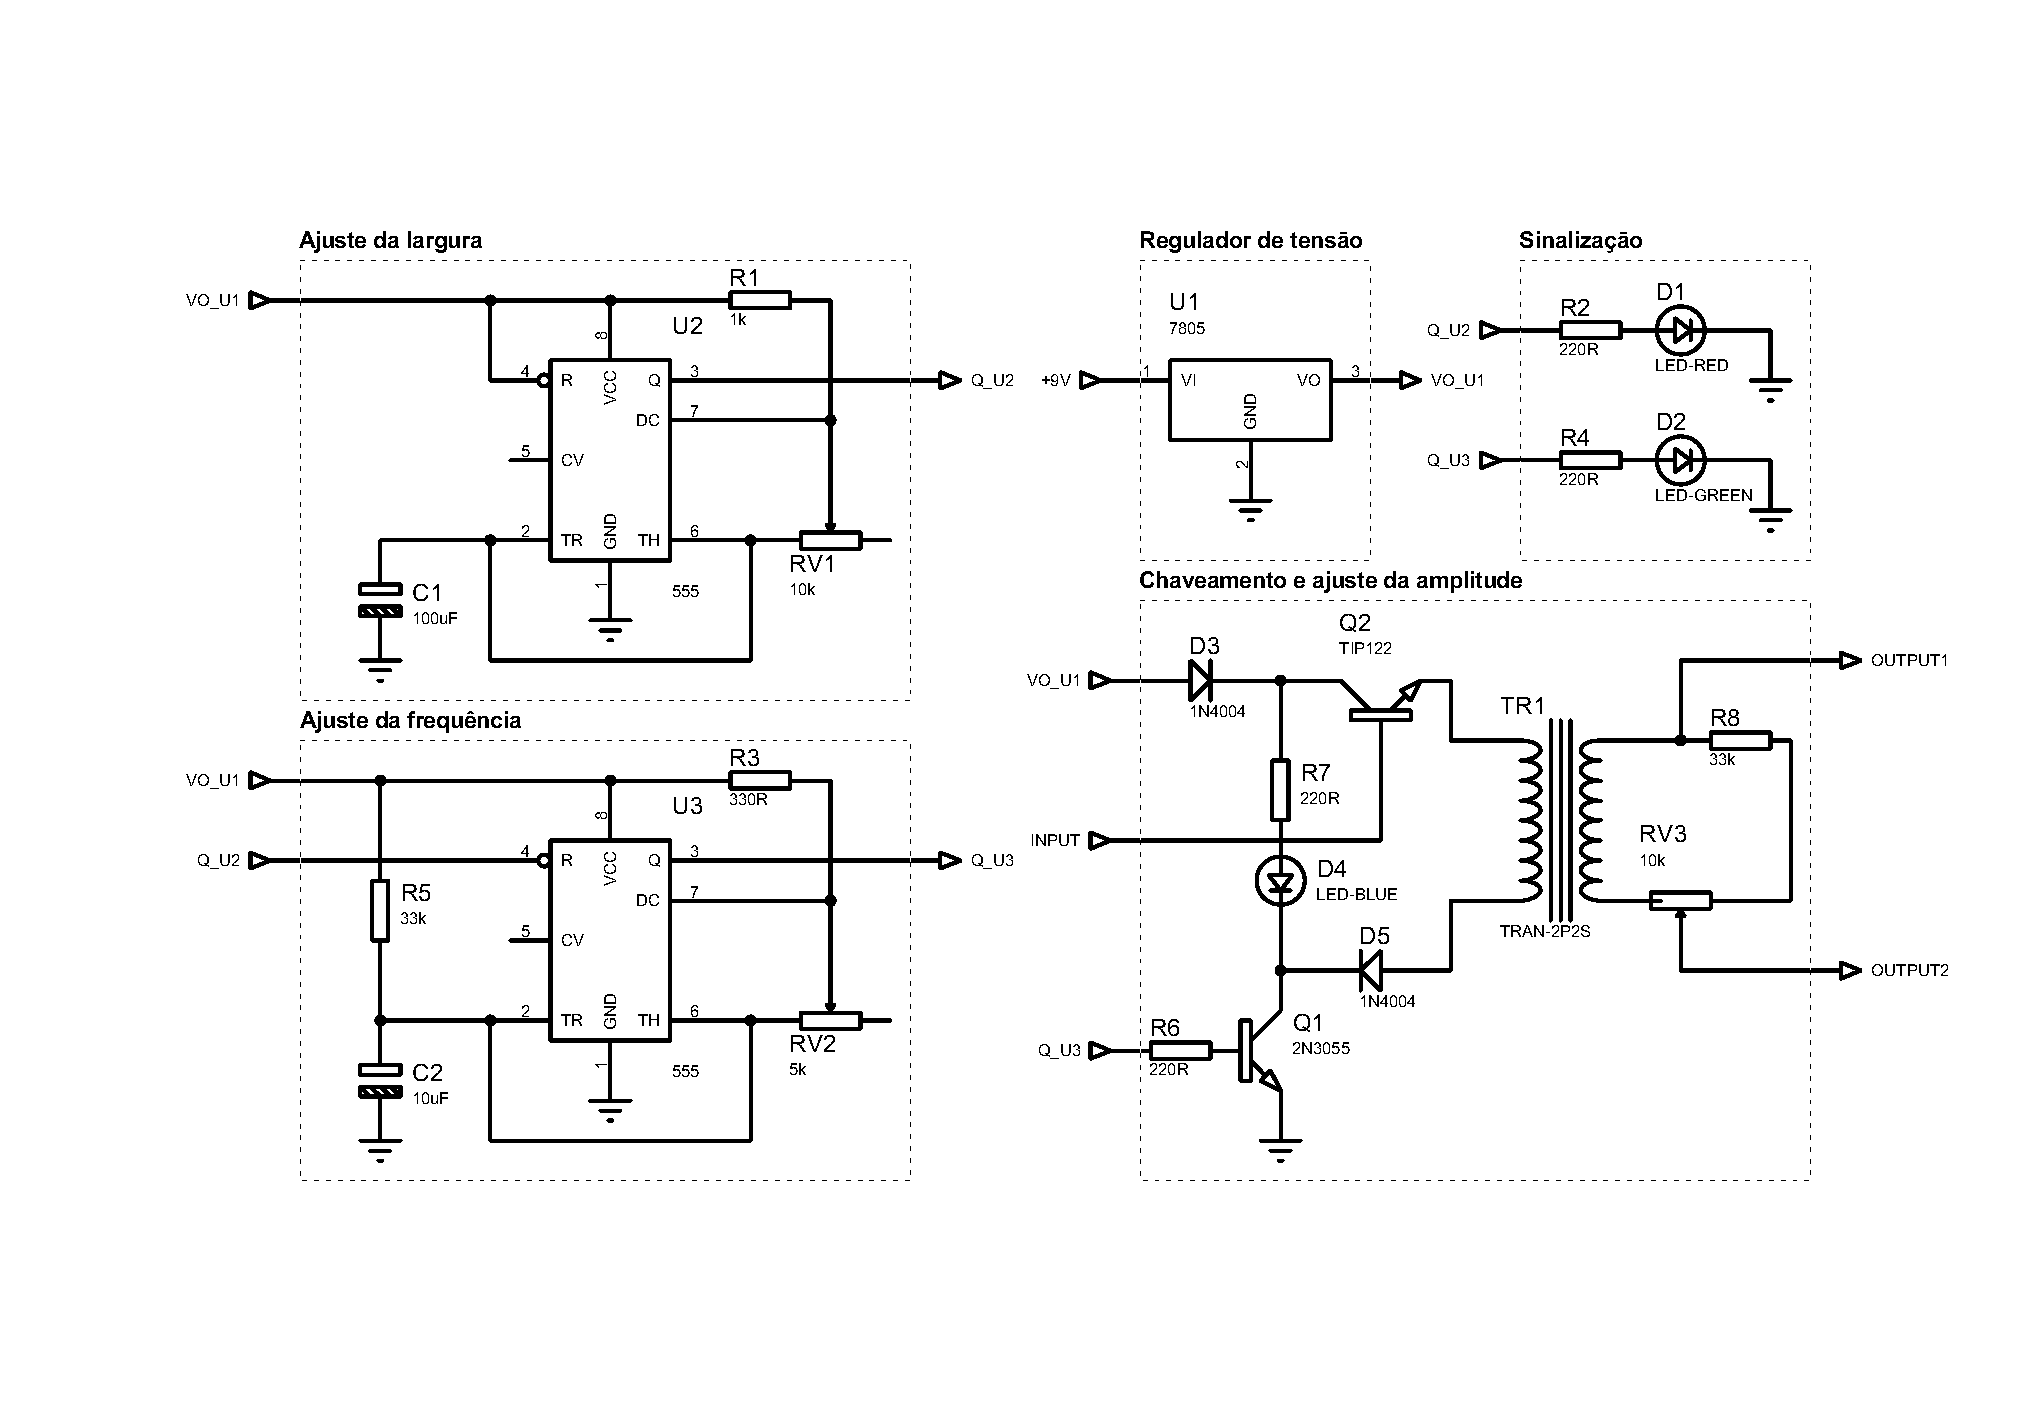 Ajuste da largura
VO_U1
R1
1k
U2
8
4
R
VCC
Q
3
Q_U2
DC
7
5
CV
2
TR
GND
TH
6
RV1
10k
1
555
C1
100uF
Ajuste da frequência
VO_U1
R3
330R
U3
8
Q_U2
4
R
VCC
Q
3
Q_U3
DC
7
R5
33k
5
CV
2
TR
GND
TH
6
RV2
5k
1
555
C2
10uF
Regulador de tensão
U1
7805
+9V
1
VI
VO
3
VO_U1
GND
2
Sinalização
Q_U2
R2
220R
D1
LED-RED
Q_U3
R4
220R
D2
LED-GREEN
Chaveamento e ajuste da amplitude
Q2
TIP122
VO_U1
D3
1N4004
OUTPUT1
TR1
R8
33k
R7
220R
INPUT
RV3
10k
D4
LED-BLUE
TRAN-2P2S
D5
1N4004
OUTPUT2
Q_U3
R6
220R
Q1
2N3055